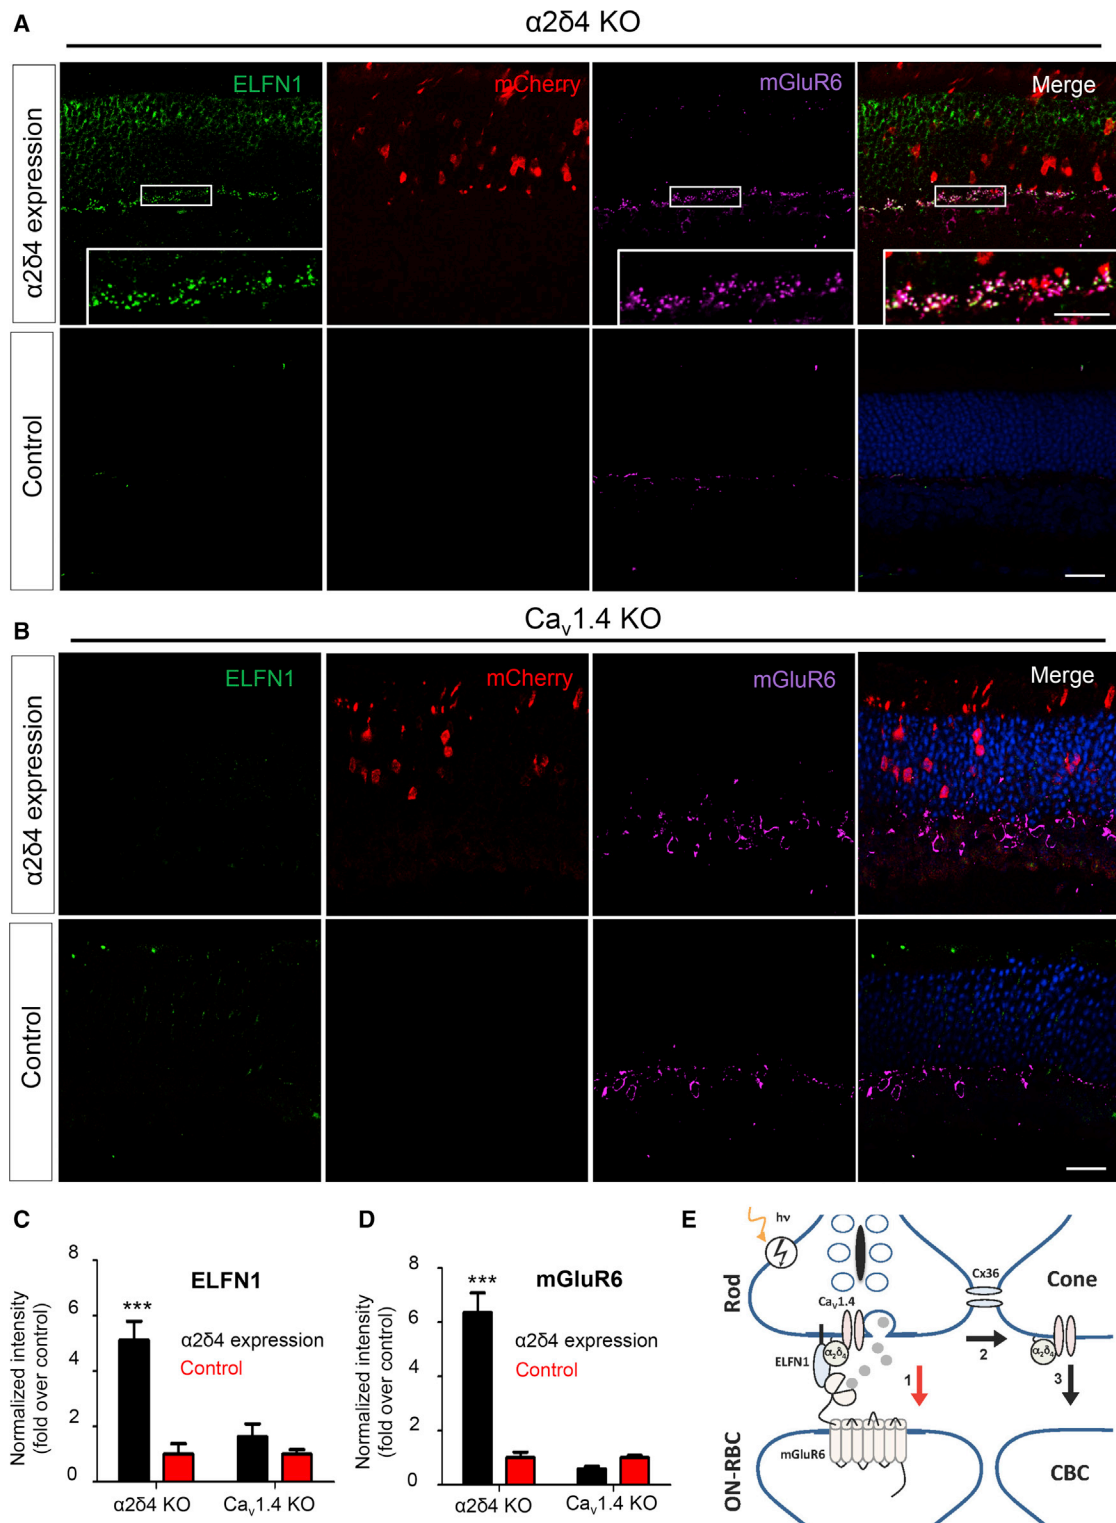 A
α2δ4 KO
α2δ4 expression
ELFN1
mCherry
mGluR6
Merge
Control
B
Cav1.4 KO
α2δ4 expression
ELFN1
mCherry
mGluR6
Merge
Control
C
Normalized intensity
(fold over control)
8
6
4
2
0
ELFN1
***
α2δ4 expression
Control
α2δ4 KO
Cav1.4 KO
D
Normalized intensity
(fold over control)
8
6
4
2
0
mGluR6
***
α2δ4 expression
Control
α2δ4 KO
Cav1.4 KO
E
hν
Rod
Cx36
Cone
Cav1.4
α2δ4
ELFN1
1
2
α2δ4
3
mGluR6
ON-RBC
CBC